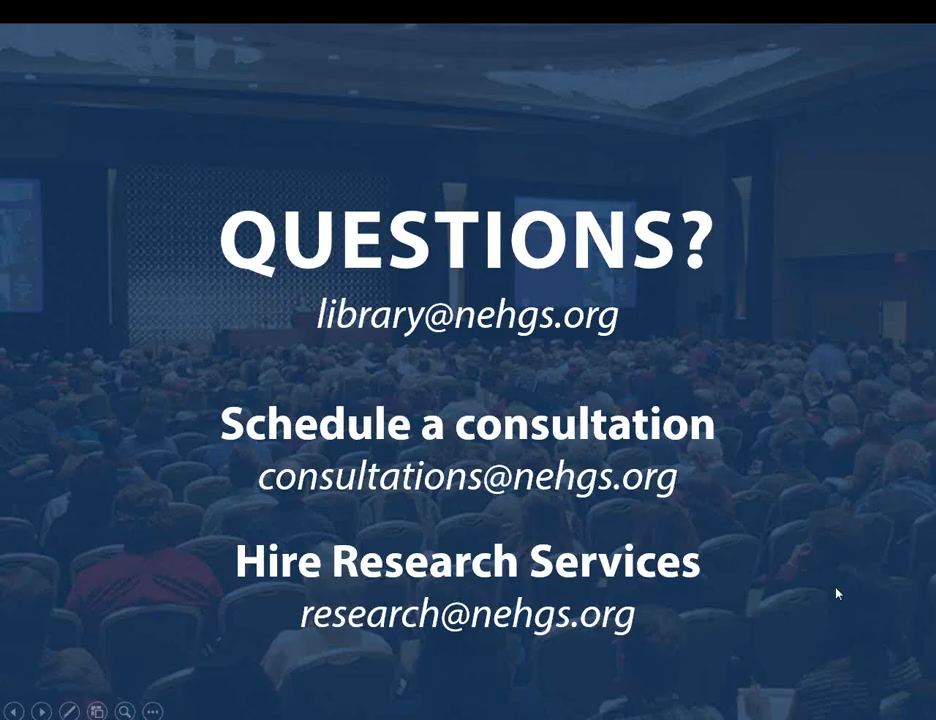 QUESTIONS?
library@nehgs.org
Schedule a consultation
consultations@nehgs.org
Hire Research Services
research@nehgs.org